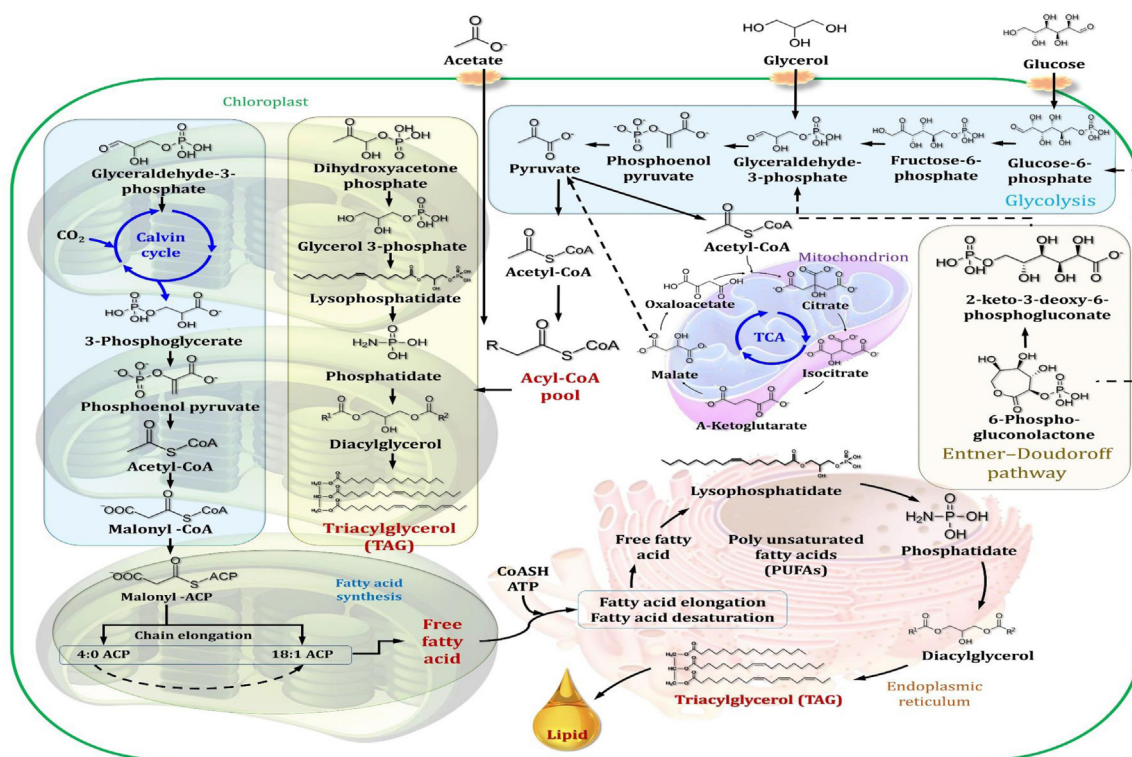 Acetate
Glycerol
Glucose
Chloroplast
Glyceraldehyde-3-
phosphate
CO2
Calvin
cycle
3-Phosphoglycerate
Phosphoenol pyruvate
Acetyl-CoA
Malonyl -CoA
Dihydroxyacetone
phosphate
Glycerol 3-phosphate
Lysophosphatidate
Phosphatidate
Diacylglycerol
Triacylglycerol
(TAG)
Pyruvate
Phosphoenol
pyruvate
Glyceraldehyde-
3-phosphate
Fructose-6-
phosphate
Glucose-6-
phosphate
Glycolysis
Acetyl-CoA
Acetyl-CoA
Acyl-CoA
pool
Mitochondrion
Oxaloacetate
Citrate
TCA
Malate
Isocitrate
A-Ketoglutarate
2-keto-3-deoxy-6-
phosphogluconate
6-Phospho-
gluconolactone
Entner–Doudoroff
pathway
Malonyl -ACP
Fatty acid
synthesis
Chain elongation
4:0 ACP
18:1 ACP
Free
fatty
acid
CoASH
ATP
Fatty acid elongation
Fatty acid desaturation
Free fatty
acid
Lysophosphatidate
Poly unsaturated
fatty acids
(PUFAs)
Phosphatidate
Diacylglycerol
Triacylglycerol (TAG)
Endoplasmic
reticulum
Lipid